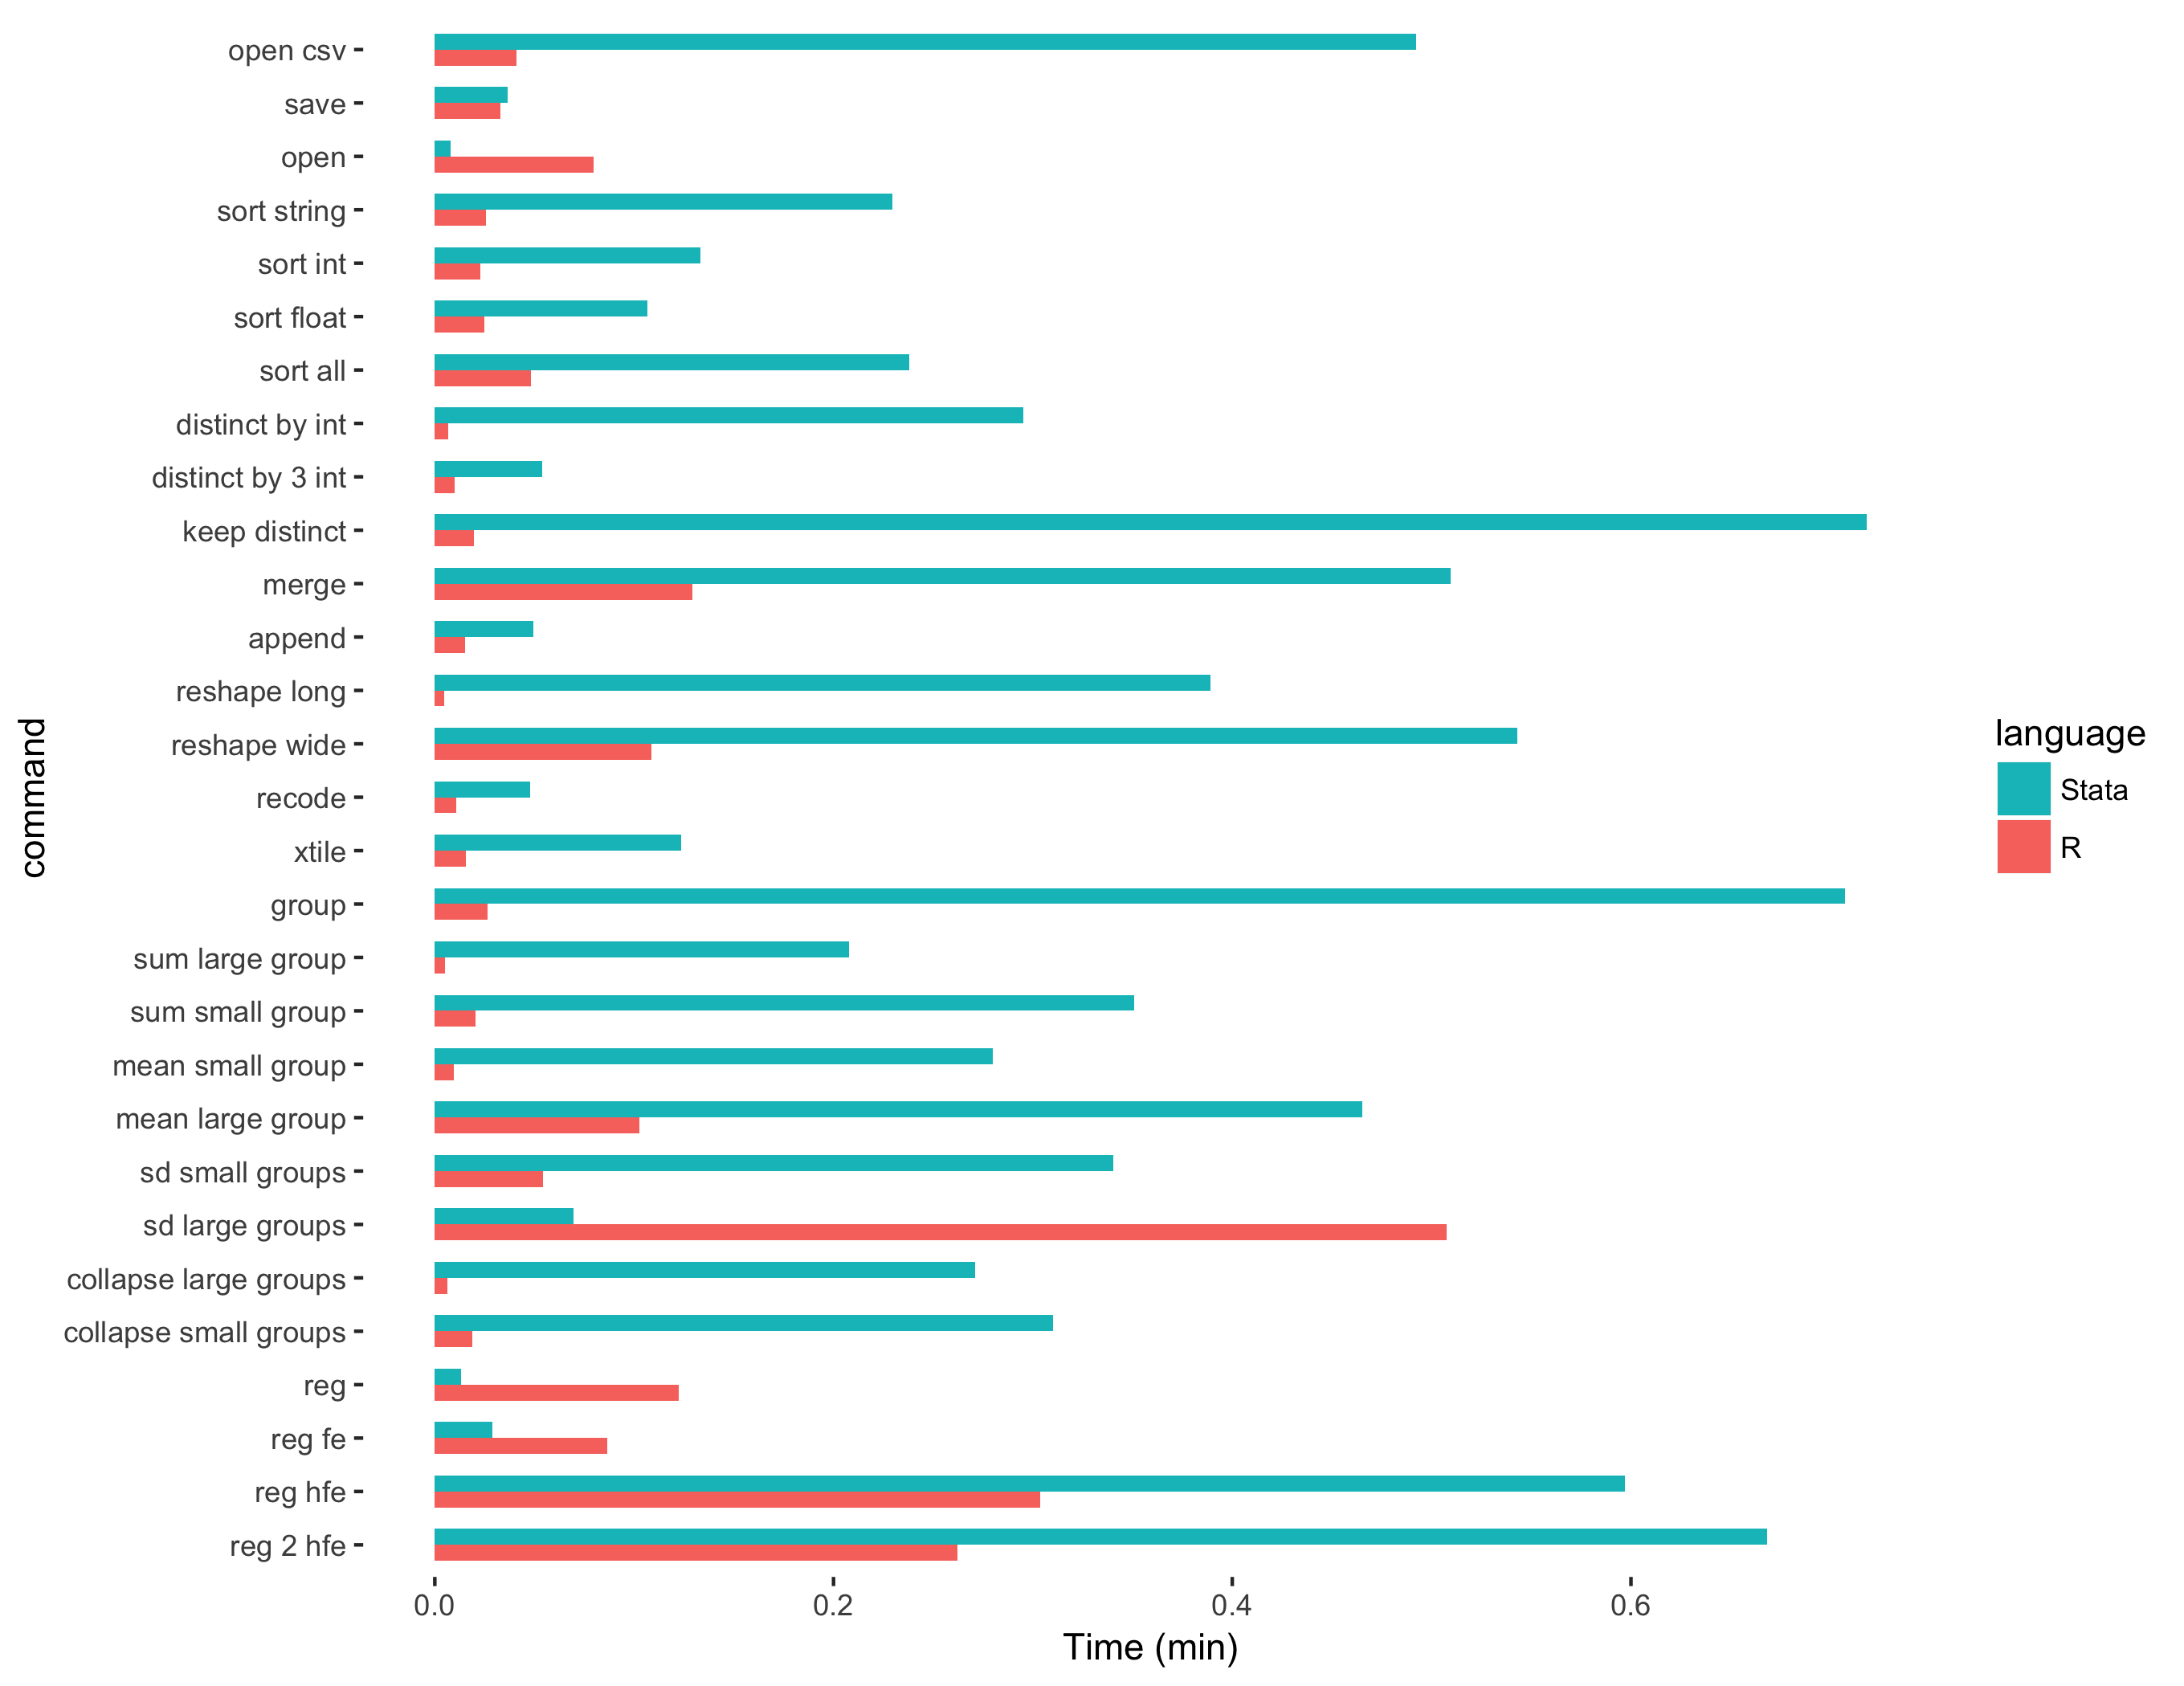 open csv
save
open
sort string
sort int
sort float
sort all
distinct by int
distinct by 3 int
keep distinct
merge
append
reshape long
reshape wide
recode
xtile
group
sum large group
sum small group
mean small group
mean large group
sd small groups
sd large groups
collapse large groups
collapse small groups
reg
reg fe
reg hfe
reg 2 hfe
command
0.0 0.2 0.4 0.6
Time (min)
language
Stata
R